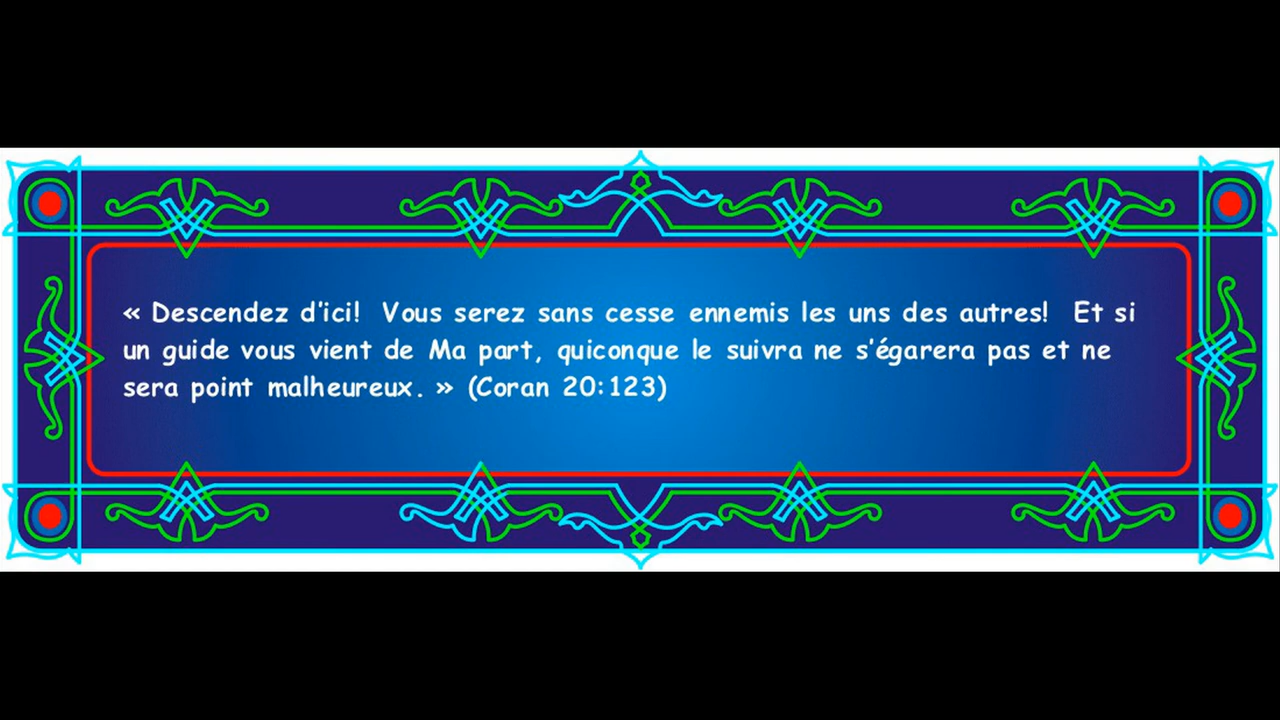 « Descendez d'ici!  Vous serez sans cesse ennemis les uns des autres!  Et si
un guide vous vient de Ma part, quiconque le suivra ne s'égarera pas et ne
sera point malheureux. » (Coran 20:123)